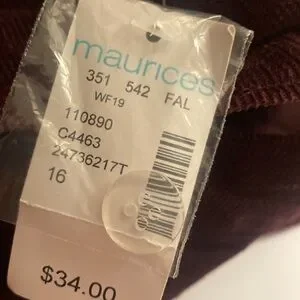 maurices
351 542 FAL
WF19
110890
C4463
24736217T
16
$34.00